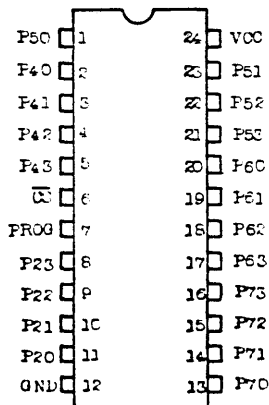 P50 1 24 VCC
P40 2 23 P51
P41 3 22 P52
P42 4 21 P53
P43 5 20 P60
CS 6 19 P61
PROG 7 18 P62
P23 8 17 P63
P22 9 16 P73
P21 10 15 P72
P20 11 14 P71
GND 12 13 P70